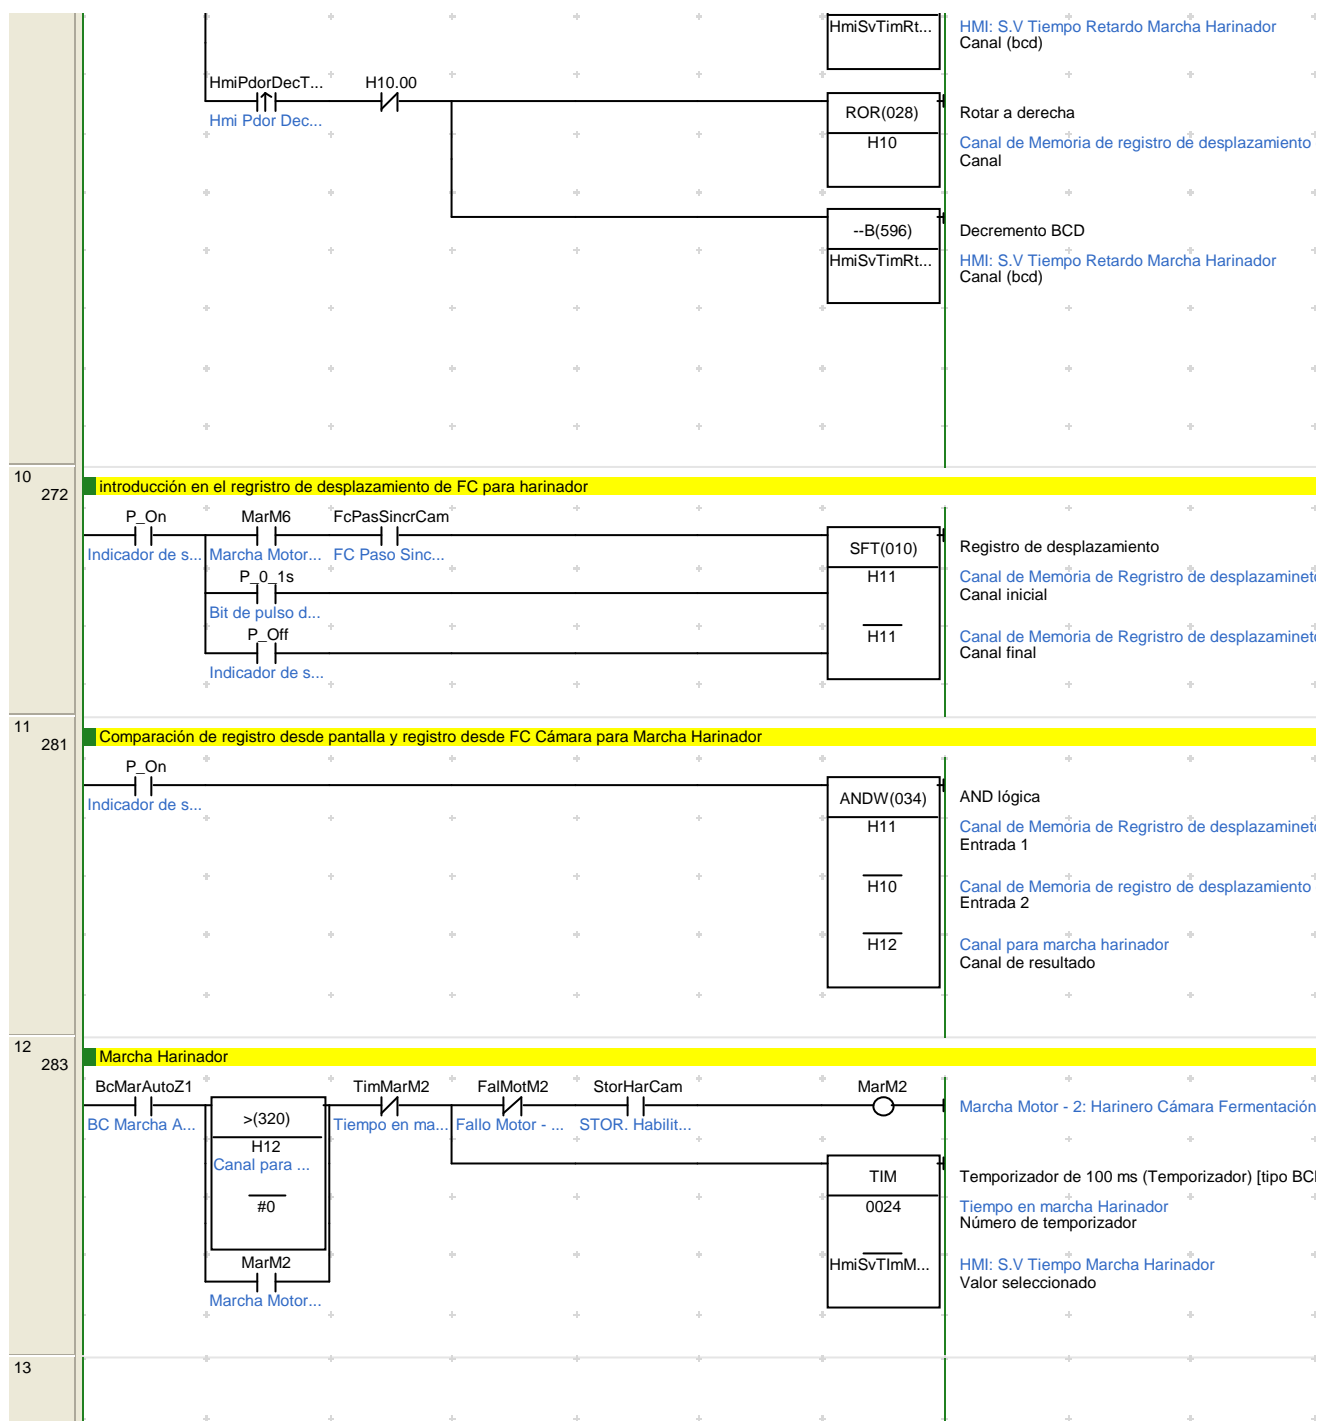 HmiSvTimRt... HMI: S.V Tiempo Retardo Marcha Harinador
Canal (bcd)
HmiPdorDecT... H10.00
Hmi Pdor Dec...
ROR(028) Rotar a derecha
H10 Canal de Memoria de registro de desplazamiento
Canal
--B(596) Decremento BCD
HmiSvTimRt... HMI: S.V Tiempo Retardo Marcha Harinador
Canal (bcd)
10
272
introducción en el regristro de desplazamiento de FC para harinador
P_On MarM6 FcPasSincrCam
Indicador de s... Marcha Motor... FC Paso Sinc...
SFT(010) Registro de desplazamiento
P_0_1s H11 Canal de Memoria de Regristro de desplazaminet
Canal inicial
Bit de pulso d...
P_Off H11 Canal de Memoria de Regristro de desplazaminet
Canal final
Indicador de s...
11
281
Comparación de registro desde pantalla y registro desde FC Cámara para Marcha Harinador
P_On
Indicador de s...
ANDW(034) AND lógica
H11 Canal de Memoria de Regristro de desplazaminet
Entrada 1
H10 Canal de Memoria de registro de desplazamiento
Entrada 2
H12 Canal para marcha harinador
Canal de resultado
12
283
Marcha Harinador
BcMarAutoZ1 TimMarM2 FalMotM2 StorHarCam MarM2
BC Marcha A... >(320) Tiempo en ma... Fallo Motor - ... STOR. Habilit... Marcha Motor - 2: Harinero Cámara Fermentación
H12
Canal para ...
#0
TIM Temporizador de 100 ms (Temporizador) [tipo BC
0024 Tiempo en marcha Harinador
Número de temporizador
MarM2
Marcha Motor...
HmiSvTImM... HMI: S.V Tiempo Marcha Harinador
Valor seleccionado
13